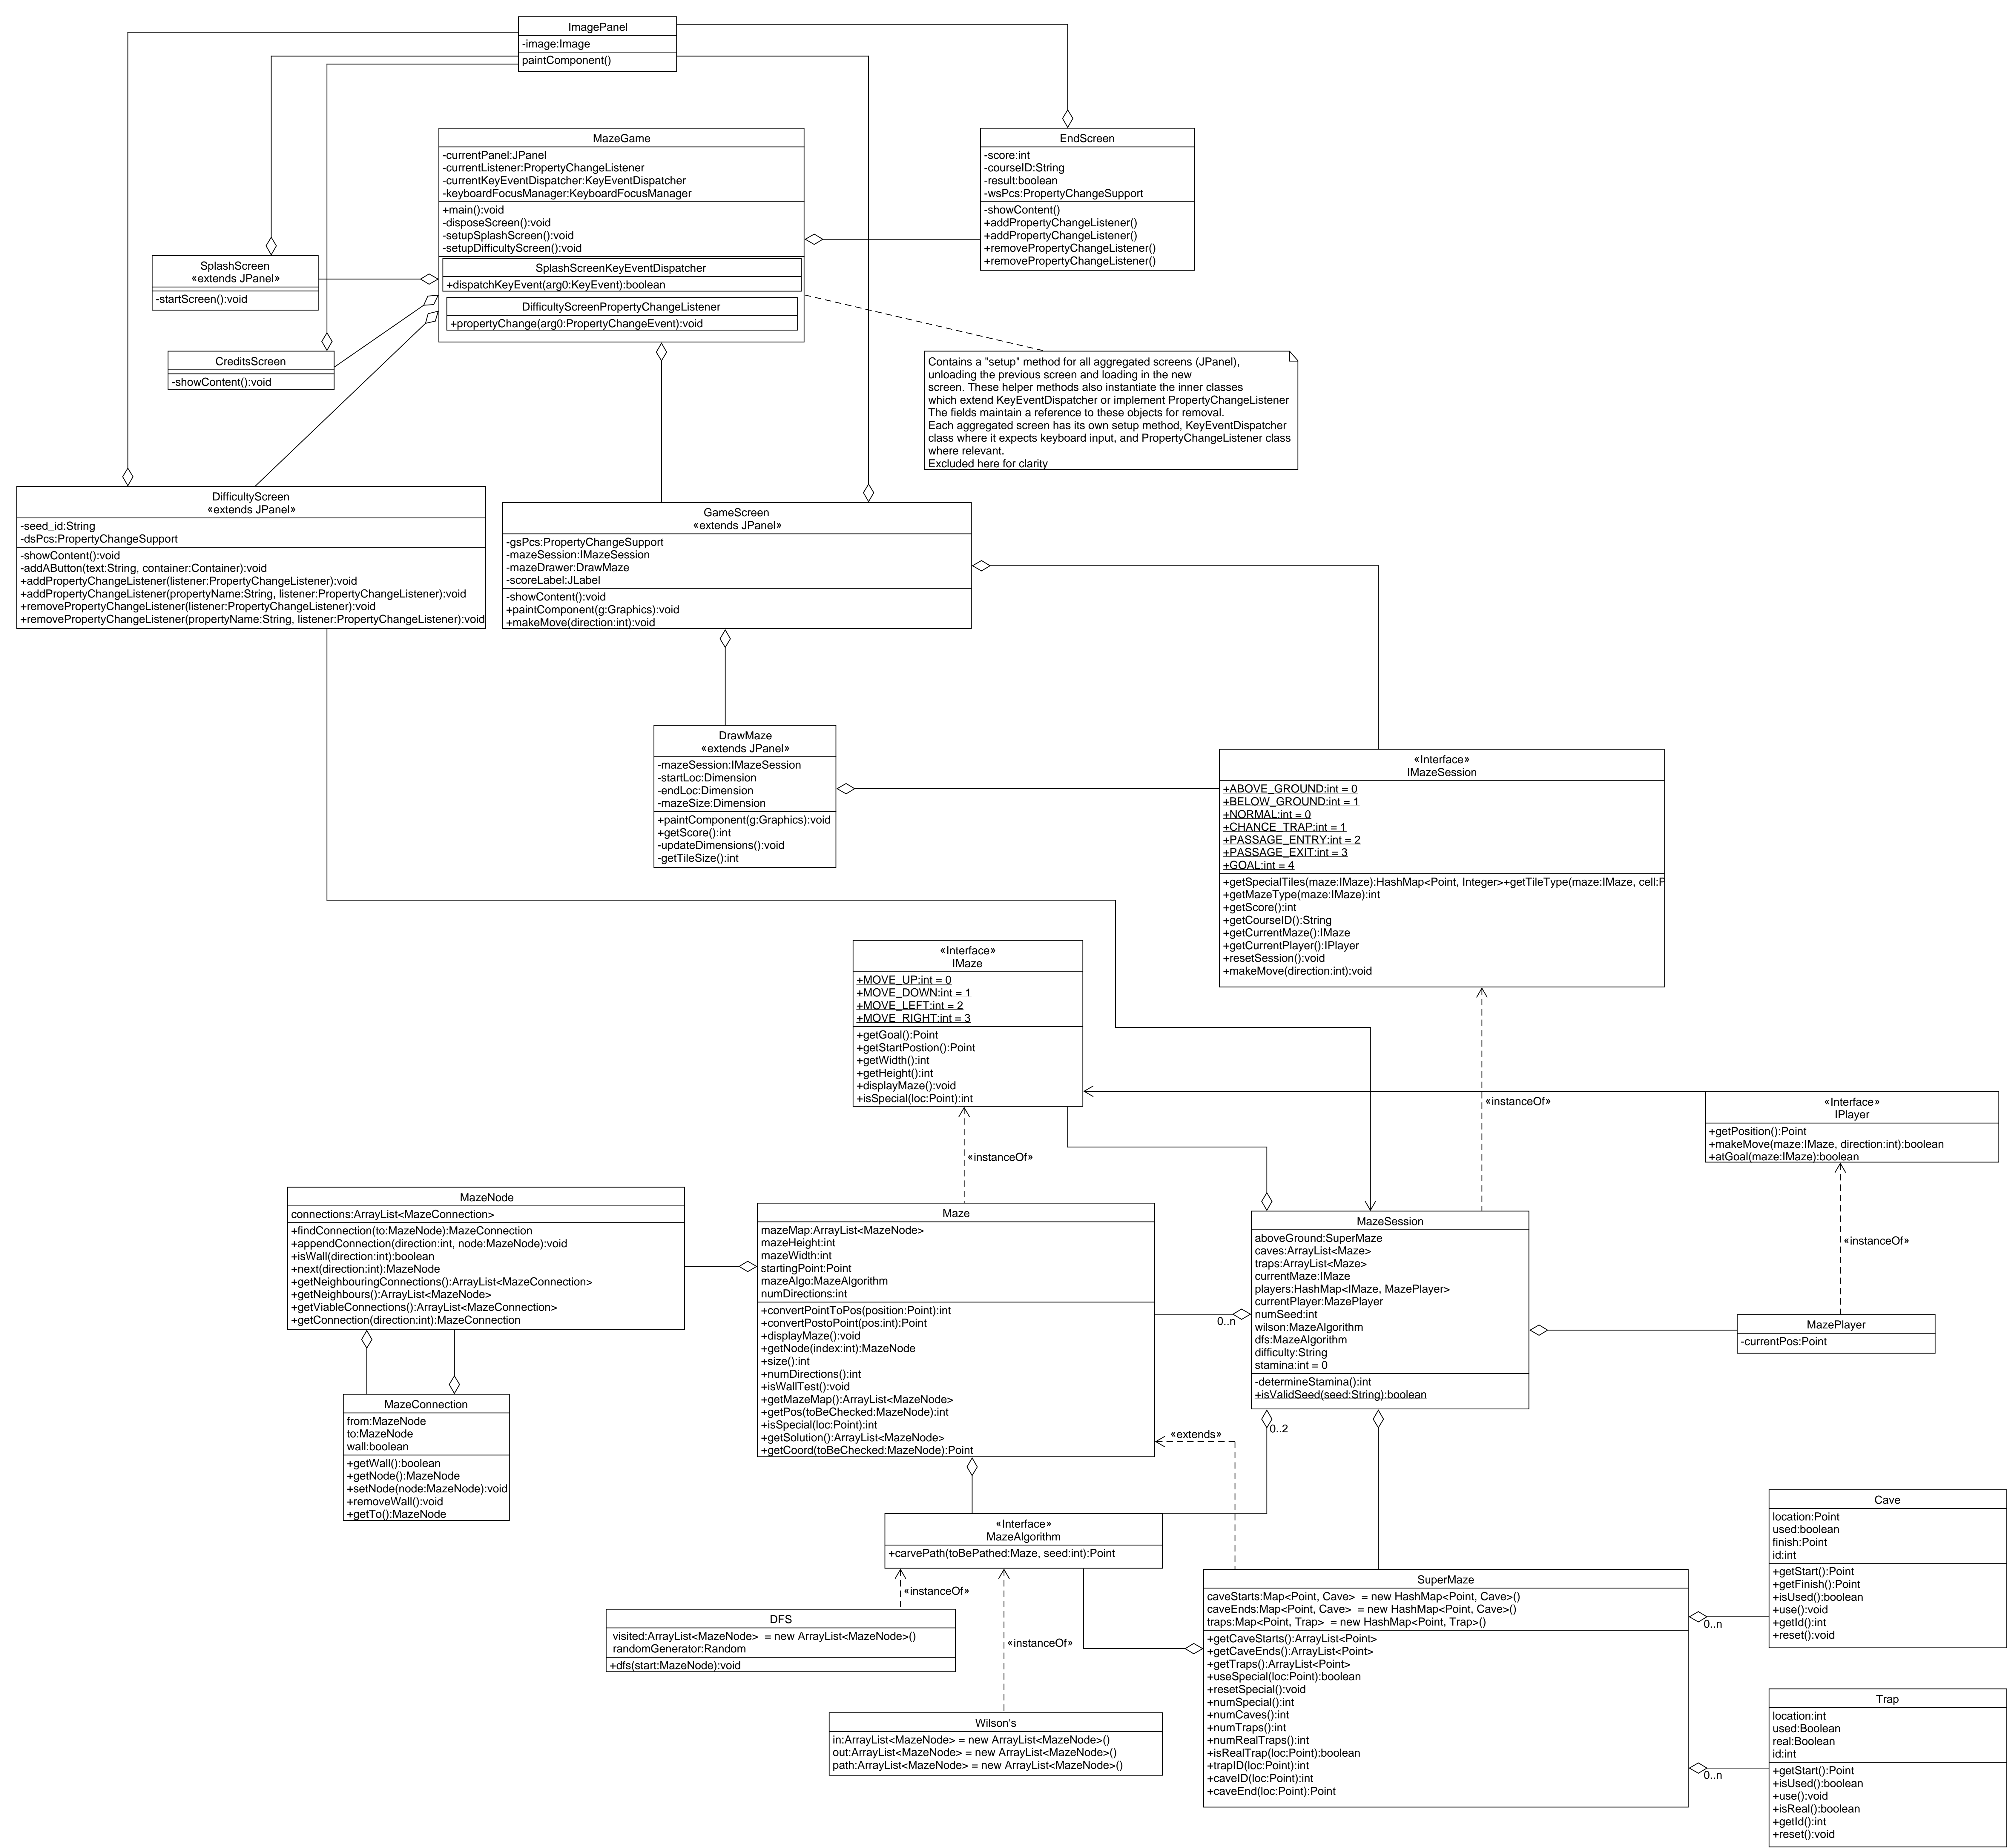 ImagePanel
-image:Image
paintComponent()
MazeGame
-currentPanel:JPanel
-currentListener:PropertyChangeListener
-currentKeyEventDispatcher:KeyEventDispatcher
-keyboardFocusManager:KeyboardFocusManager
+main():void
-disposeScreen():void
-setupSplashScreen():void
-setupDifficultyScreen():void
SplashScreenKeyEventDispatcher
+dispatchKeyEvent(arg0:KeyEvent):boolean
DifficultyScreenPropertyChangeListener
+propertyChange(arg0:PropertyChangeEvent):void
EndScreen
-score:int
-courseID:String
-result:boolean
-wsPcs:PropertyChangeSupport
-showContent()
+addPropertyChangeListener()
+addPropertyChangeListener()
+removePropertyChangeListener()
+removePropertyChangeListener()
SplashScreen
«extends JPanel»
-startScreen():void
CreditsScreen
-showContent():void
Contains a "setup" method for all aggregated screens (JPanel),
unloading the previous screen and loading in the new
screen. These helper methods also instantiate the inner classes
which extend KeyEventDispatcher or implement PropertyChangeListener
The fields maintain a reference to these objects for removal.
Each aggregated screen has its own setup method, KeyEventDispatcher
class where it expects keyboard input, and PropertyChangeListener class
where relevant.
Excluded here for clarity
DifficultyScreen
«extends JPanel»
-seed_id:String
-dsPcs:PropertyChangeSupport
-showContent():void
-addAButton(text:String, container:Container):void
+addPropertyChangeListener(listener:PropertyChangeListener):void
+addPropertyChangeListener(propertyName:String, listener:PropertyChangeListener):void
+removePropertyChangeListener(listener:PropertyChangeListener):void
+removePropertyChangeListener(propertyName:String, listener:PropertyChangeListener):void
GameScreen
«extends JPanel»
-gsPcs:PropertyChangeSupport
-mazeSession:IMazeSession
-mazeDrawer:DrawMaze
-scoreLabel:JLabel
-showContent():void
+paintComponent(g:Graphics):void
+makeMove(direction:int):void
DrawMaze
«extends JPanel»
-mazeSession:IMazeSession
-startLoc:Dimension
-endLoc:Dimension
-mazeSize:Dimension
+paintComponent(g:Graphics):void
+getScore():int
-updateDimensions():void
-getTileSize():int
«Interface»
IMazeSession
+ABOVE_GROUND:int = 0
+BELOW_GROUND:int = 1
+NORMAL:int = 0
+CHANCE_TRAP:int = 1
+PASSAGE_ENTRY:int = 2
+PASSAGE_EXIT:int = 3
+GOAL:int = 4
+getSpecialTiles(maze:IMaze):HashMap<Point, Integer>+getTileType(maze:IMaze, cell:
+getMazeType(maze:IMaze):int
+getScore():int
+getCourseID():String
+getCurrentMaze():IMaze
+getCurrentPlayer():IPlayer
+resetSession():void
+makeMove(direction:int):void
«Interface»
IMaze
+MOVE_UP:int = 0
+MOVE_DOWN:int = 1
+MOVE_LEFT:int = 2
+MOVE_RIGHT:int = 3
+getGoal():Point
+getStartPostion():Point
+getWidth():int
+getHeight():int
+displayMaze():void
+isSpecial(loc:Point):int
«instanceOf»
«Interface»
IPlayer
+getPosition():Point
+makeMove(maze:IMaze, direction:int):boolean
+atGoal(maze:IMaze):boolean
«instanceOf»
«instanceOf»
MazeNode
connections:ArrayList<MazeConnection>
+findConnection(to:MazeNode):MazeConnection
+appendConnection(direction:int, node:MazeNode):void
+isWall(direction:int):boolean
+next(direction:int):MazeNode
+getNeighbouringConnections():ArrayList<MazeConnection>
+getNeighbours():ArrayList<MazeNode>
+getViableConnections():ArrayList<MazeConnection>
+getConnection(direction:int):MazeConnection
Maze
mazeMap:ArrayList<MazeNode>
mazeHeight:int
mazeWidth:int
startingPoint:Point
mazeAlgo:MazeAlgorithm
numDirections:int
+convertPointToPos(position:Point):int
+convertPostoPoint(pos:int):Point
+displayMaze():void
+getNode(index:int):MazeNode
+size():int
+numDirections():int
+isWallTest():void
+getMazeMap():ArrayList<MazeNode>
+getPos(toBeChecked:MazeNode):int
+isSpecial(loc:Point):int
+getSolution():ArrayList<MazeNode>
+getCoord(toBeChecked:MazeNode):Point
0..n
MazeSession
aboveGround:SuperMaze
caves:ArrayList<Maze>
traps:ArrayList<Maze>
currentMaze:IMaze
players:HashMap<IMaze, MazePlayer>
currentPlayer:MazePlayer
numSeed:int
wilson:MazeAlgorithm
dfs:MazeAlgorithm
difficulty:String
stamina:int = 0
-determineStamina():int
+isValidSeed(seed:String):boolean
MazePlayer
-currentPos:Point
MazeConnection
from:MazeNode
to:MazeNode
wall:boolean
+getWall():boolean
+getNode():MazeNode
+setNode(node:MazeNode):void
+removeWall():void
+getTo():MazeNode
0..2
«extends»
«Interface»
MazeAlgorithm
+carvePath(toBePathed:Maze, seed:int):Point
«instanceOf»
DFS
visited:ArrayList<MazeNode>  = new ArrayList<MazeNode>()
randomGenerator:Random
+dfs(start:MazeNode):void
«instanceOf»
Wilson's
in:ArrayList<MazeNode> = new ArrayList<MazeNode>()
out:ArrayList<MazeNode> = new ArrayList<MazeNode>()
path:ArrayList<MazeNode> = new ArrayList<MazeNode>()
SuperMaze
caveStarts:Map<Point, Cave>  = new HashMap<Point, Cave>()
caveEnds:Map<Point, Cave>  = new HashMap<Point, Cave>()
traps:Map<Point, Trap>  = new HashMap<Point, Trap>()
+getCaveStarts():ArrayList<Point>
+getCaveEnds():ArrayList<Point>
+getTraps():ArrayList<Point>
+useSpecial(loc:Point):boolean
+resetSpecial():void
+numSpecial():int
+numCaves():int
+numTraps():int
+numRealTraps():int
+isRealTrap(loc:Point):boolean
+trapID(loc:Point):int
+caveID(loc:Point):int
+caveEnd(loc:Point):Point
Cave
location:Point
used:boolean
finish:Point
id:int
+getStart():Point
+getFinish():Point
+isUsed():boolean
+use():void
+getId():int
+reset():void
0..n
Trap
location:int
used:Boolean
real:Boolean
id:int
+getStart():Point
+isUsed():boolean
+use():void
+isReal():boolean
+getId():int
+reset():void
0..n